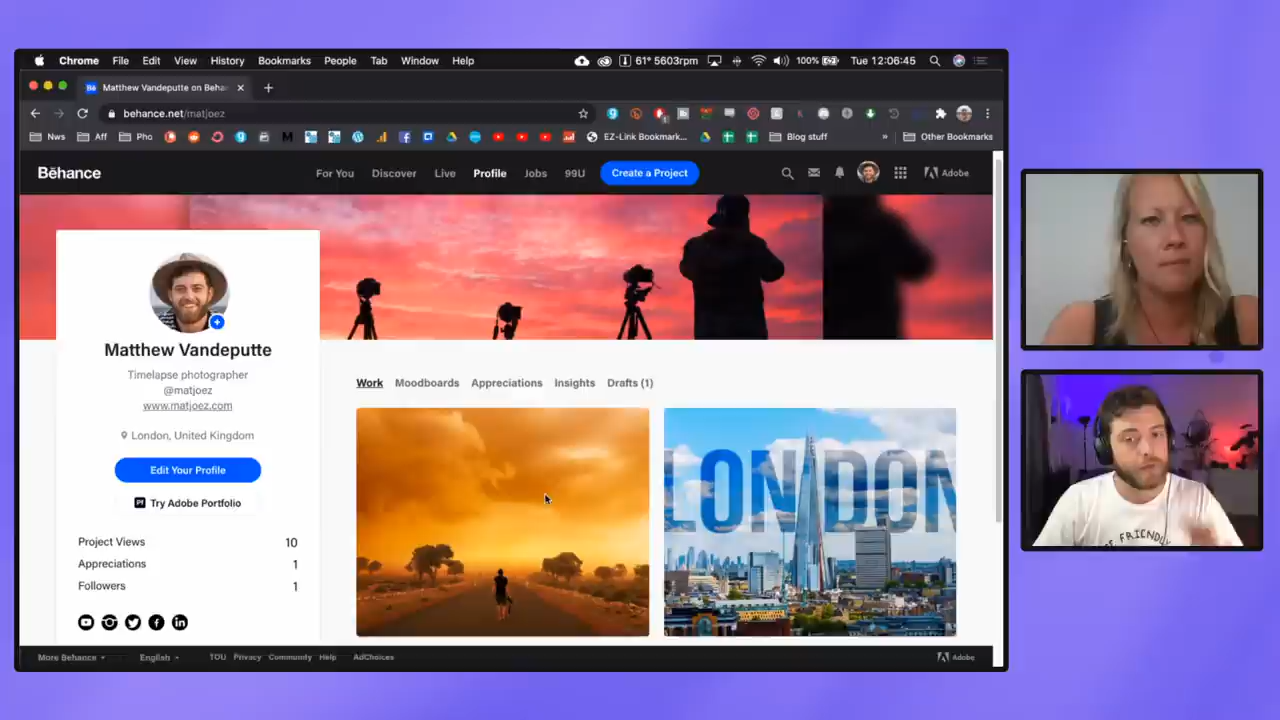 Chrome File Edit View History Bookmarks People Tab Window Help 61° 5603rpm 100% Tue 12:06:45
Matthew Vandeputte on Beha
behance.net/matjoez
Nws Aff Pho EZ-Link Bookmark... Blog stuff » Other Bookmarks
Bēhance For You Discover Live Profile Jobs 99U Create a Project Adobe
Matthew Vandeputte
Timelapse photographer
@matjoez
www.matjoez.com
London, United Kingdom
Edit Your Profile
Pf Try Adobe Portfolio
Project Views 10
Appreciations 1
Followers 1
Work Moodboards Appreciations Insights Drafts (1)
LONDON
More Behance English TOU Privacy Community Help AdChoices Adobe
FRIENDLY